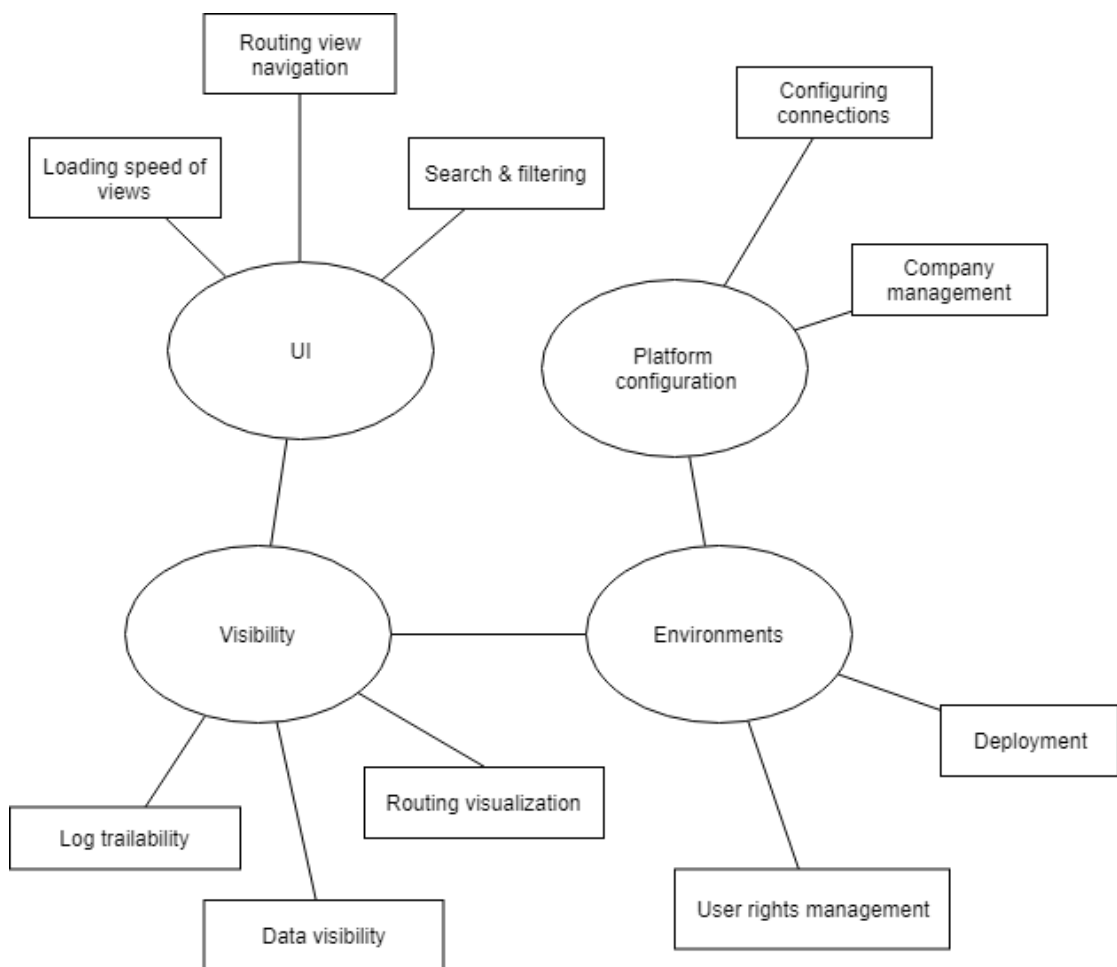 Routing view
navigation
Configuring
connections
Loading speed of
views
Search & filtering
Company
management
UI
Platform
configuration
Visibility
Environments
Deployment
Routing visualization
Log trailability
User rights management
Data visibility